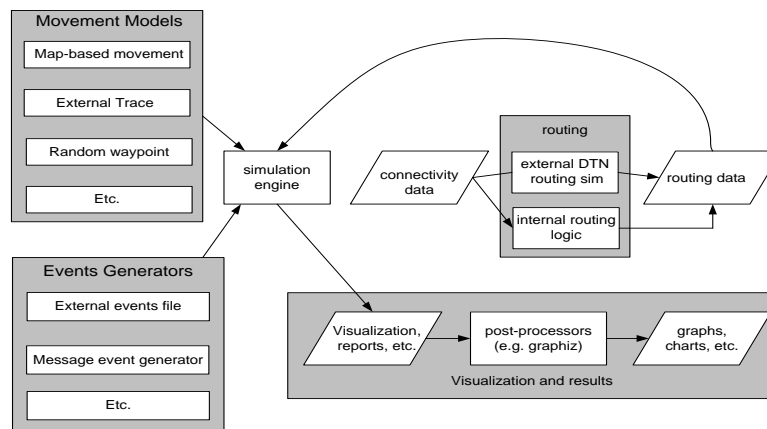 Movement Models
Map-based movement
External Trace
Random waypoint
Etc.
Events Generators
External events file
Message event generator
Etc.
simulation
engine
connectivity
data
routing
external DTN
routing sim
internal routing
logic
routing data
Visualization,
reports, etc.
post-processors
(e.g. graphiz)
graphs,
charts, etc.
Visualization and results